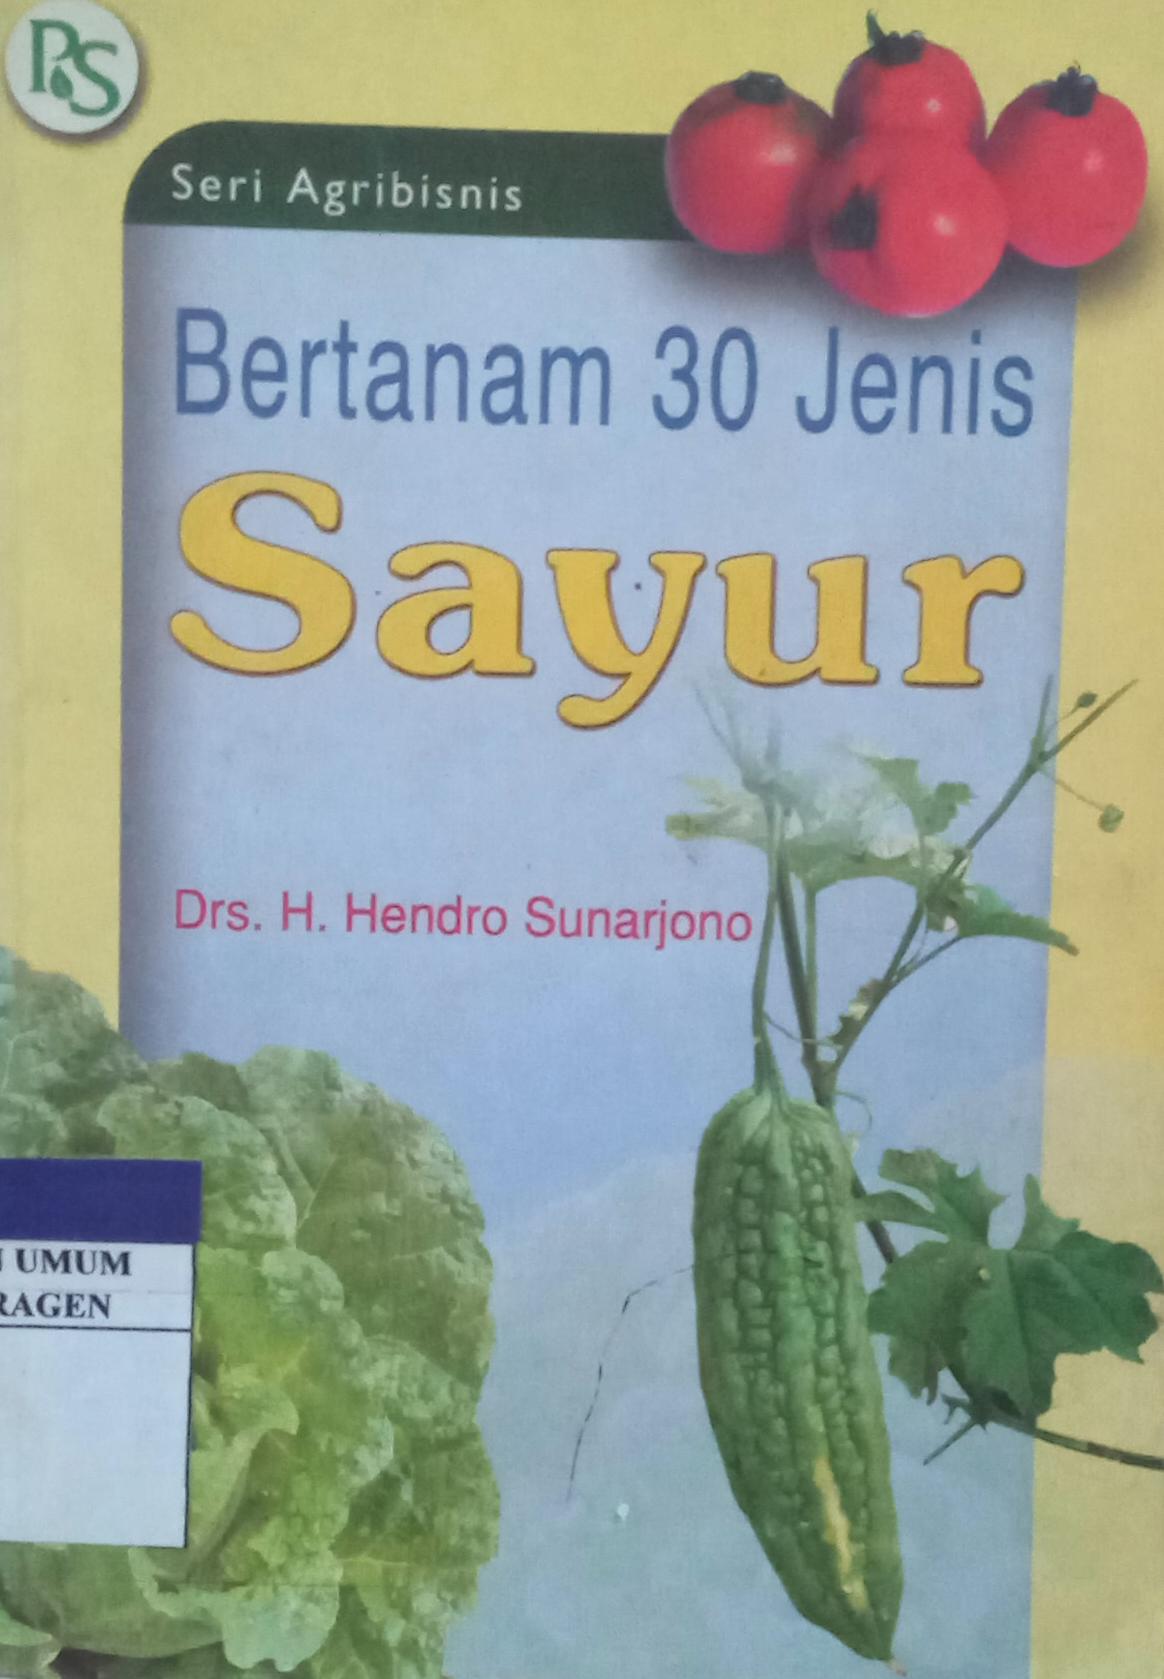 PS
Seri Agribisnis
Bertanam 30 Jenis
Sayur
Drs. H. Hendro Sunarjono
UMUM
RAGEN